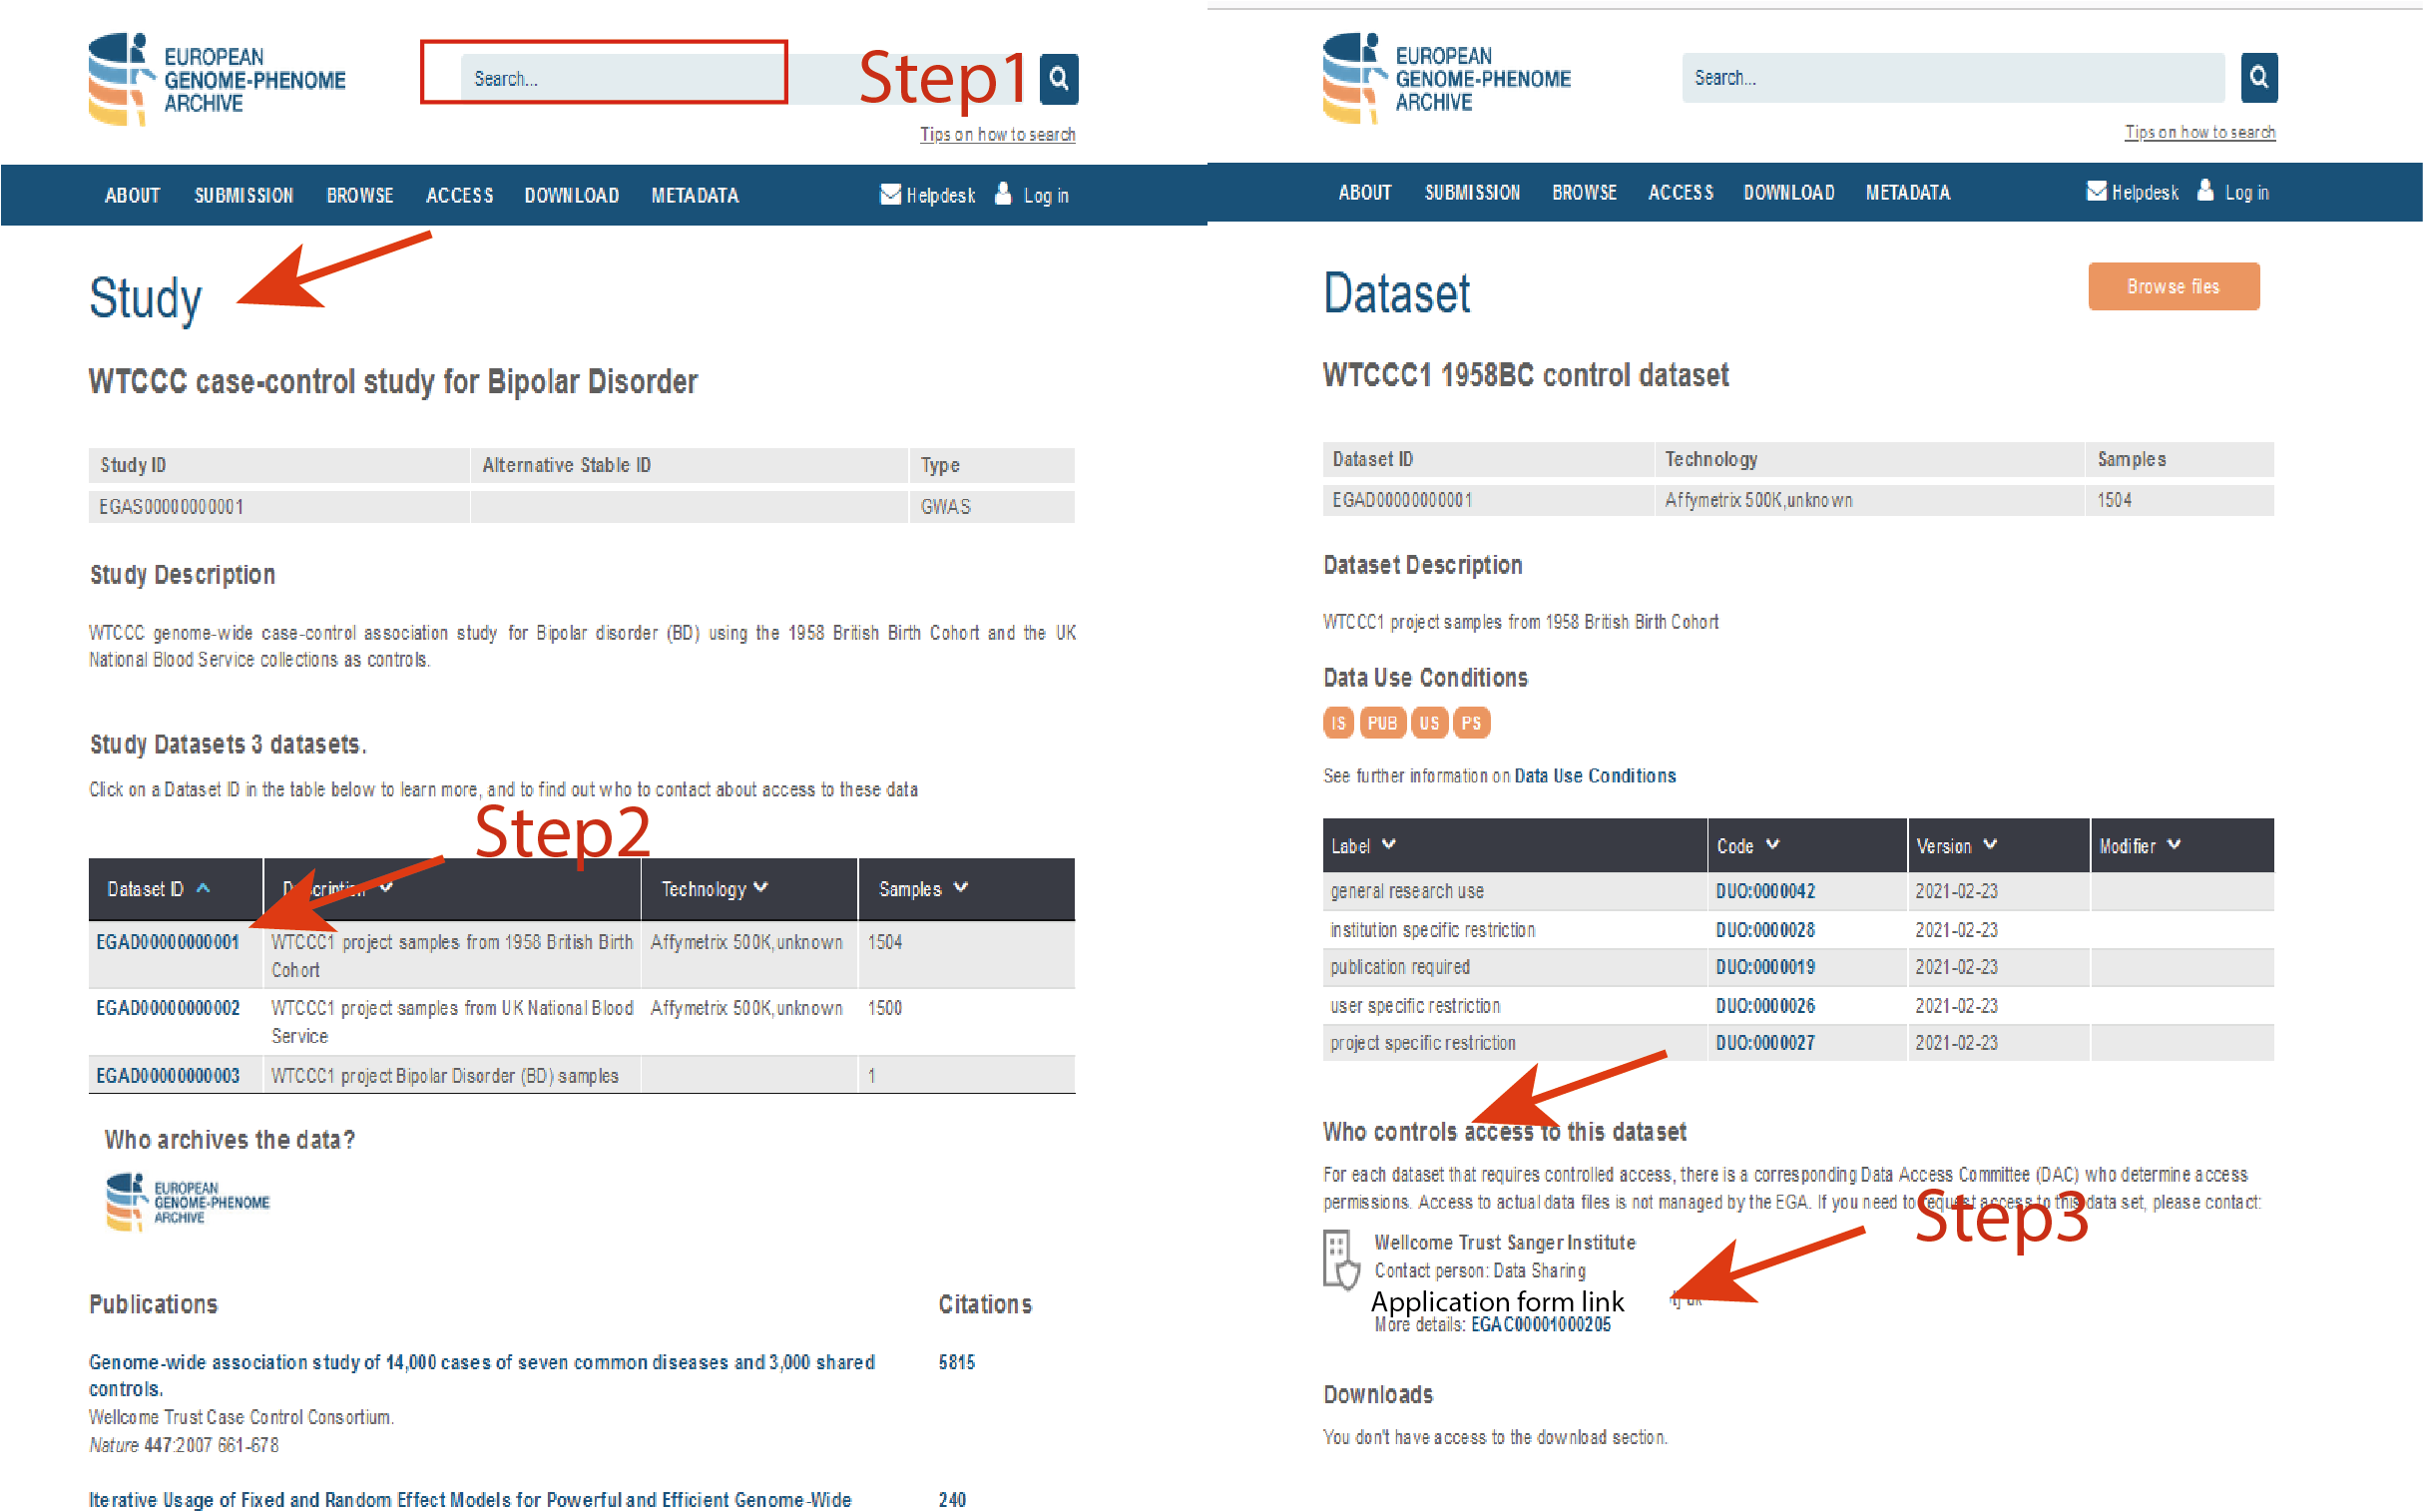 EUROPEAN
GENOME-PHENOME
ARCHIVE
Search...
Step1
Tips on how to search
ABOUT SUBMISSION BROWSE ACCESS DOWNLOAD METADATA Helpdesk Log in
Study
WTCCC case-control study for Bipolar Disorder
Study ID Alternative Stable ID Type
EGAS00000000001 GWAS
Study Description
WTCCC genome-wide case-control association study for Bipolar disorder (BD) using the 1958 British Birth Cohort and the UK
National Blood Service collections as controls.
Study Datasets 3 datasets.
Click on a Dataset ID in the table below to learn more, and to find out who to contact about access to these data
Step2
Dataset ID Description Technology Samples
EGAD00000000001 WTCCC1 project samples from 1958 British Birth Affymetrix 500K,unknown 1504
Cohort
EGAD00000000002 WTCCC1 project samples from UK National Blood Affymetrix 500K,unknown 1500
Service
EGAD00000000003 WTCCC1 project Bipolar Disorder (BD) samples 1
Who archives the data?
EUROPEAN
GENOME-PHENOME
ARCHIVE
Publications Citations
Genome-wide association study of 14,000 cases of seven common diseases and 3,000 shared 5815
controls.
Wellcome Trust Case Control Consortium.
Nature 447:2007 661-678
Iterative Usage of Fixed and Random Effect Models for Powerful and Efficient Genome-Wide 240
EUROPEAN
GENOME-PHENOME
ARCHIVE
Search...
Tips on how to search
ABOUT SUBMISSION BROWSE ACCESS DOWNLOAD METADATA Helpdesk Log in
Dataset
Browse files
WTCCC1 1958BC control dataset
Dataset ID Technology Samples
EGAD00000000001 Affymetrix 500K,unknown 1504
Dataset Description
WTCCC1 project samples from 1958 British Birth Cohort
Data Use Conditions
IS PUB US PS
See further information on Data Use Conditions
Label Code Version Modifier
general research use DUO:0000042 2021-02-23
institution specific restriction DUO:0000028 2021-02-23
publication required DUO:0000019 2021-02-23
user specific restriction DUO:0000026 2021-02-23
project specific restriction DUO:0000027 2021-02-23
Who controls access to this dataset
For each dataset that requires controlled access, there is a corresponding Data Access Committee (DAC) who determine access
permissions. Access to actual data files is not managed by the EGA. If you need to request access to this data set, please contact:
Step3
Wellcome Trust Sanger Institute
Contact person: Data Sharing
Application form link
More details: EGAC00001000205
Downloads
You don't have access to the download section.